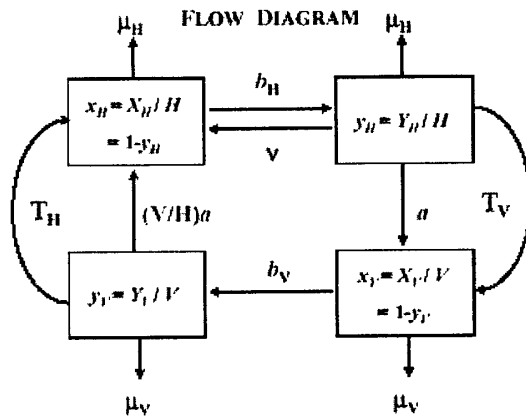 FLOW DIAGRAM
μH μH
xH = XH / H
= 1-yH
bH
ν
yH = YH / H
TH
(V/H)a
a
TV
yV = YV / V
bV
xV = XV / V
= 1-yV
μV μV